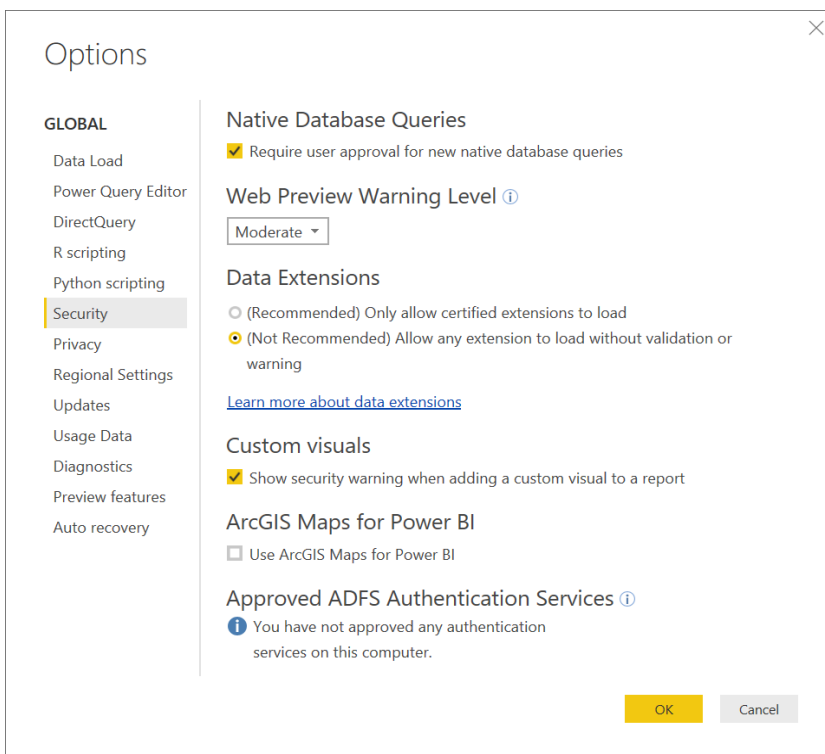 Options
GLOBAL
Data Load
Power Query Editor
DirectQuery
R scripting
Python scripting
Security
Privacy
Regional Settings
Updates
Usage Data
Diagnostics
Preview features
Auto recovery
Native Database Queries
Require user approval for new native database queries
Web Preview Warning Level
Moderate
Data Extensions
(Recommended) Only allow certified extensions to load
(Not Recommended) Allow any extension to load without validation or
warning
Learn more about data extensions
Custom visuals
Show security warning when adding a custom visual to a report
ArcGIS Maps for Power BI
Use ArcGIS Maps for Power BI
Approved ADFS Authentication Services
You have not approved any authentication
services on this computer.
OK
Cancel